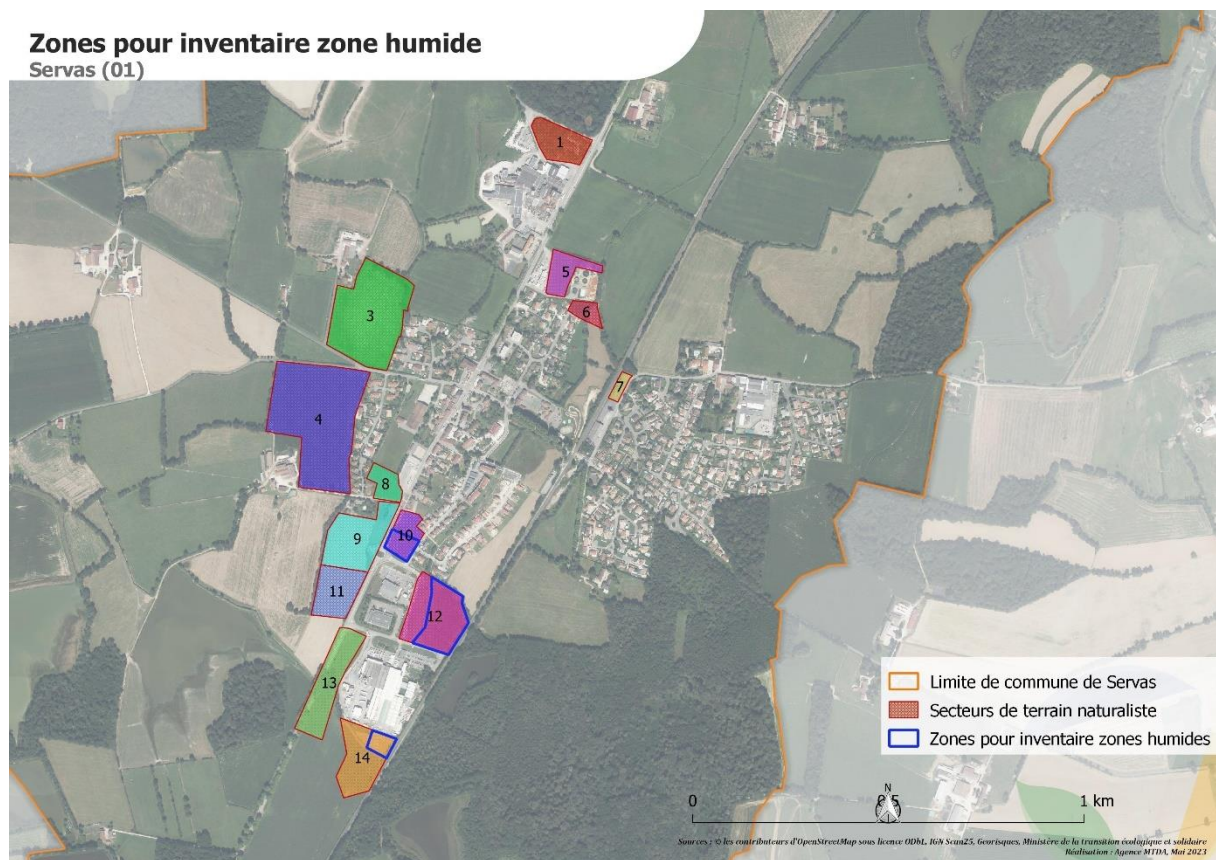 Zones pour inventaire zone humide
Servas (01)
1
5
3
6
7
4
8
9
10
11
12
13
14
Limite de commune de Servas
Secteurs de terrain naturaliste
Zones pour inventaire zones humides
N
0 0,5 1 km
Sources : © les contributeurs d'OpenStreetMap sous licence ODbL, IGN Scan25, Georisques, Ministère de la transition écologique et solidaire
Réalisation : Agence MTDA, Mai 2023